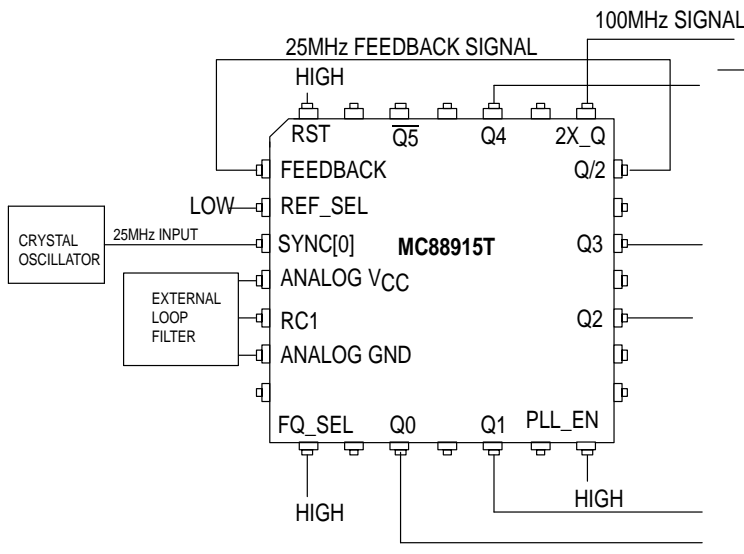 100MHz SIGNAL
25MHz FEEDBACK SIGNAL
HIGH
RST Q5 Q4 2X_Q
FEEDBACK Q/2
LOW REF_SEL
CRYSTAL
OSCILLATOR
25MHz INPUT SYNC[0] MC88915T Q3
ANALOG VCC
EXTERNAL
LOOP
FILTER
RC1 Q2
ANALOG GND
FQ_SEL Q0 Q1 PLL_EN
HIGH HIGH